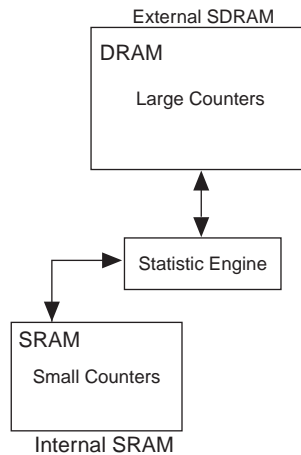 External SDRAM
DRAM
Large Counters
Statistic Engine
SRAM
Small Counters
Internal SRAM